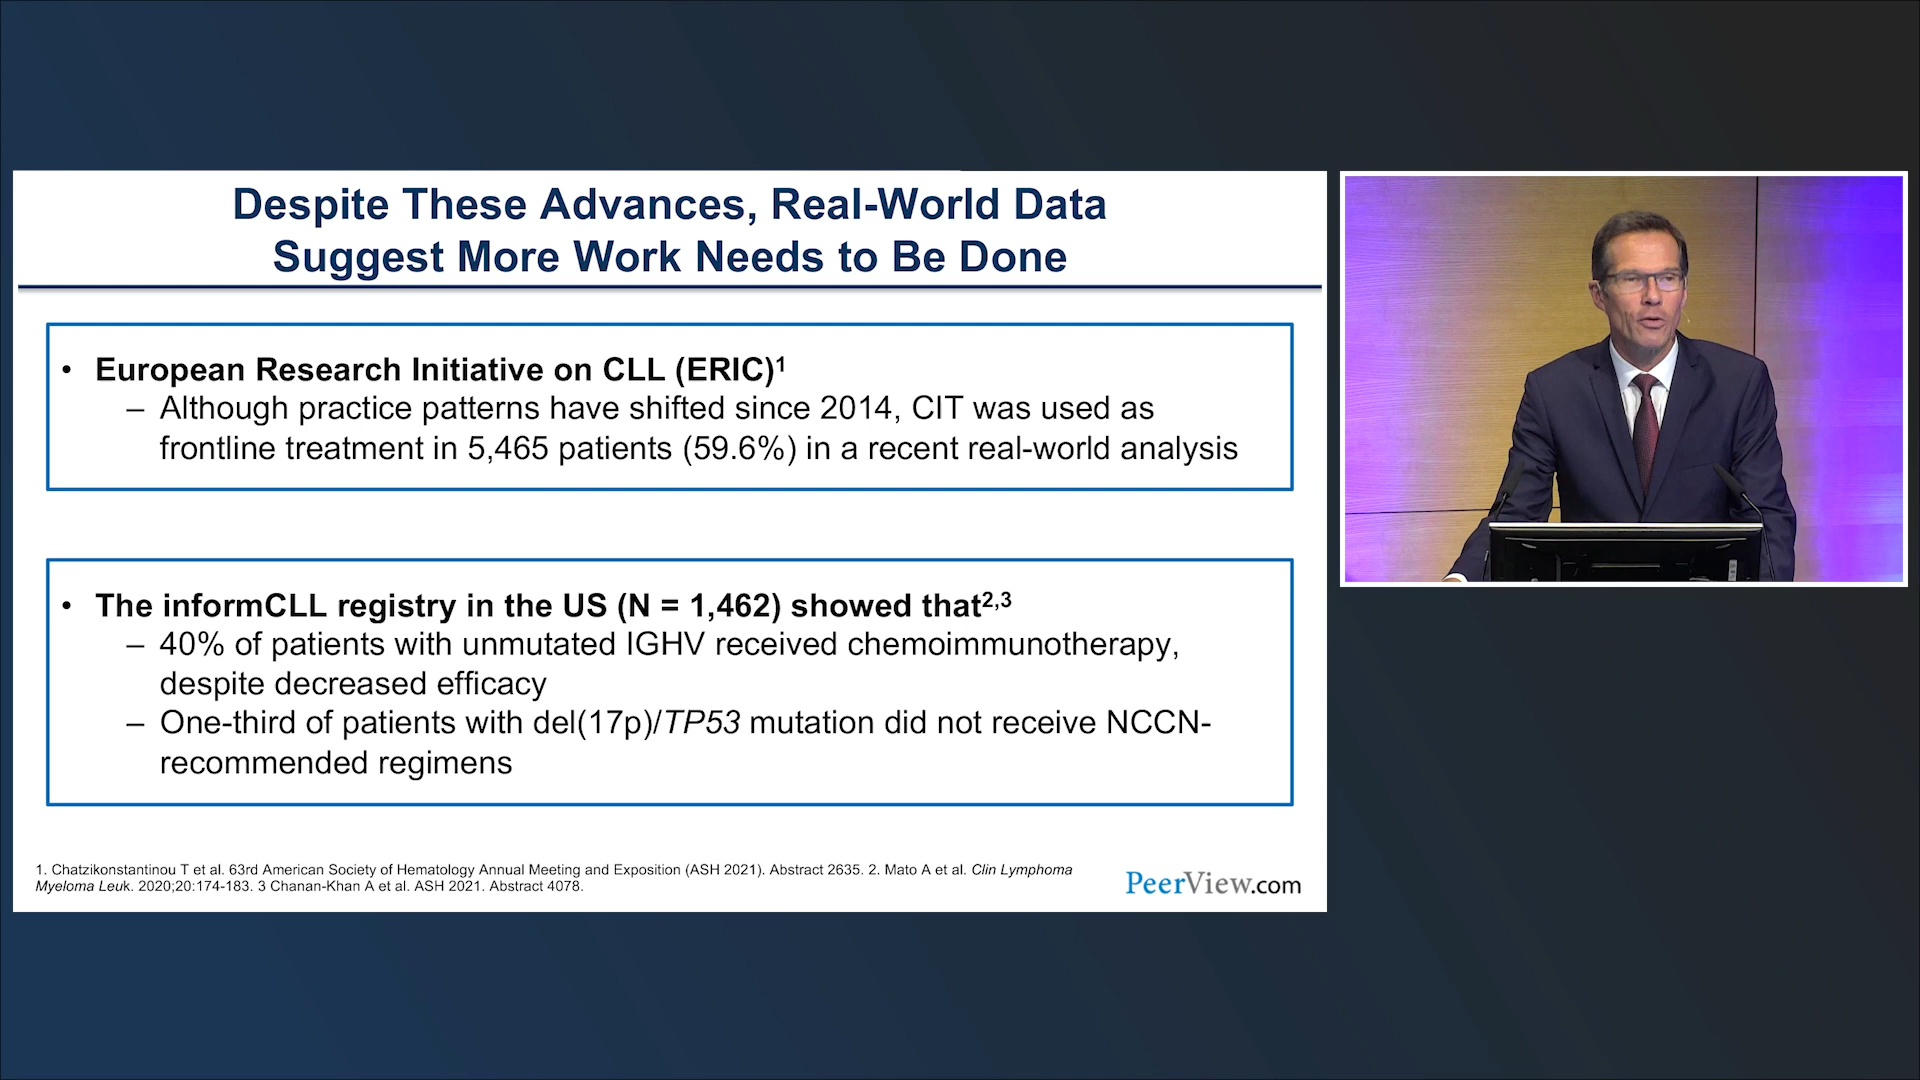 Despite These Advances, Real-World Data
Suggest More Work Needs to Be Done
• European Research Initiative on CLL (ERIC)1
– Although practice patterns have shifted since 2014, CIT was used as
frontline treatment in 5,465 patients (59.6%) in a recent real-world analysis
• The informCLL registry in the US (N = 1,462) showed that2,3
– 40% of patients with unmutated IGHV received chemoimmunotherapy,
despite decreased efficacy
– One-third of patients with del(17p)/TP53 mutation did not receive NCCN-
recommended regimens
1. Chatzikonstantinou T et al. 63rd American Society of Hematology Annual Meeting and Exposition (ASH 2021). Abstract 2635. 2. Mato A et al. Clin Lymphoma
Myeloma Leuk. 2020;20:174-183. 3 Chanan-Khan A et al. ASH 2021. Abstract 4078.
PeerView.com